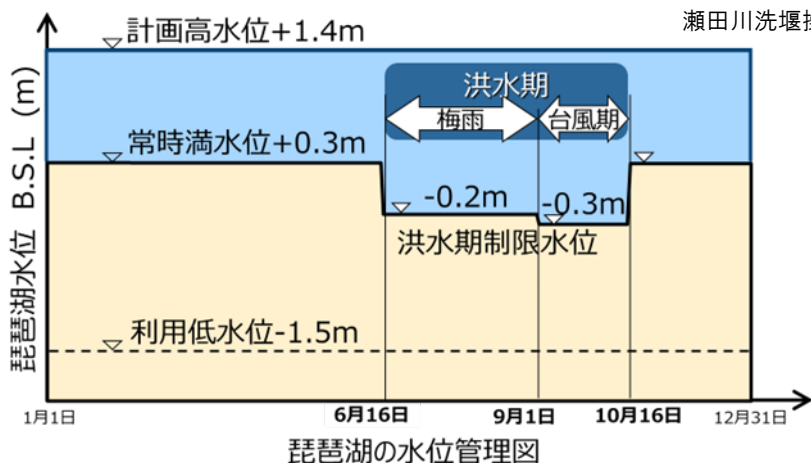 瀬田川洗堰操
計画高水位+1.4m
洪水期
梅雨
台風期
常時満水位+0.3m
-0.2m
-0.3m
洪水期制限水位
利用低水位-1.5m
琵琶湖水位 B.S.L (m)
1月1日
6月16日
9月1日
10月16日
12月31日
琵琶湖の水位管理図